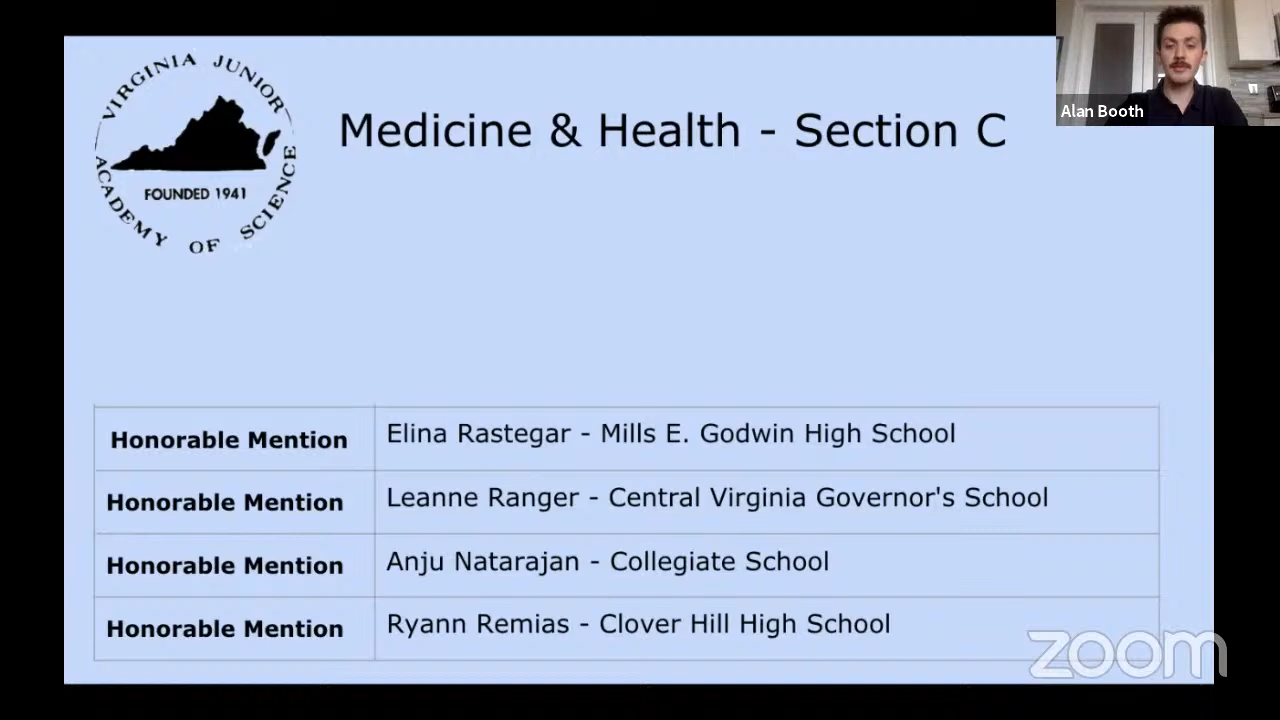 VIRGINIA JUNIOR
ACADEMY OF SCIENCE
FOUNDED 1941
Medicine & Health - Section C
Alan Booth
Honorable Mention Elina Rastegar - Mills E. Godwin High School
Honorable Mention Leanne Ranger - Central Virginia Governor's School
Honorable Mention Anju Natarajan - Collegiate School
Honorable Mention Ryann Remias - Clover Hill High School
zoom